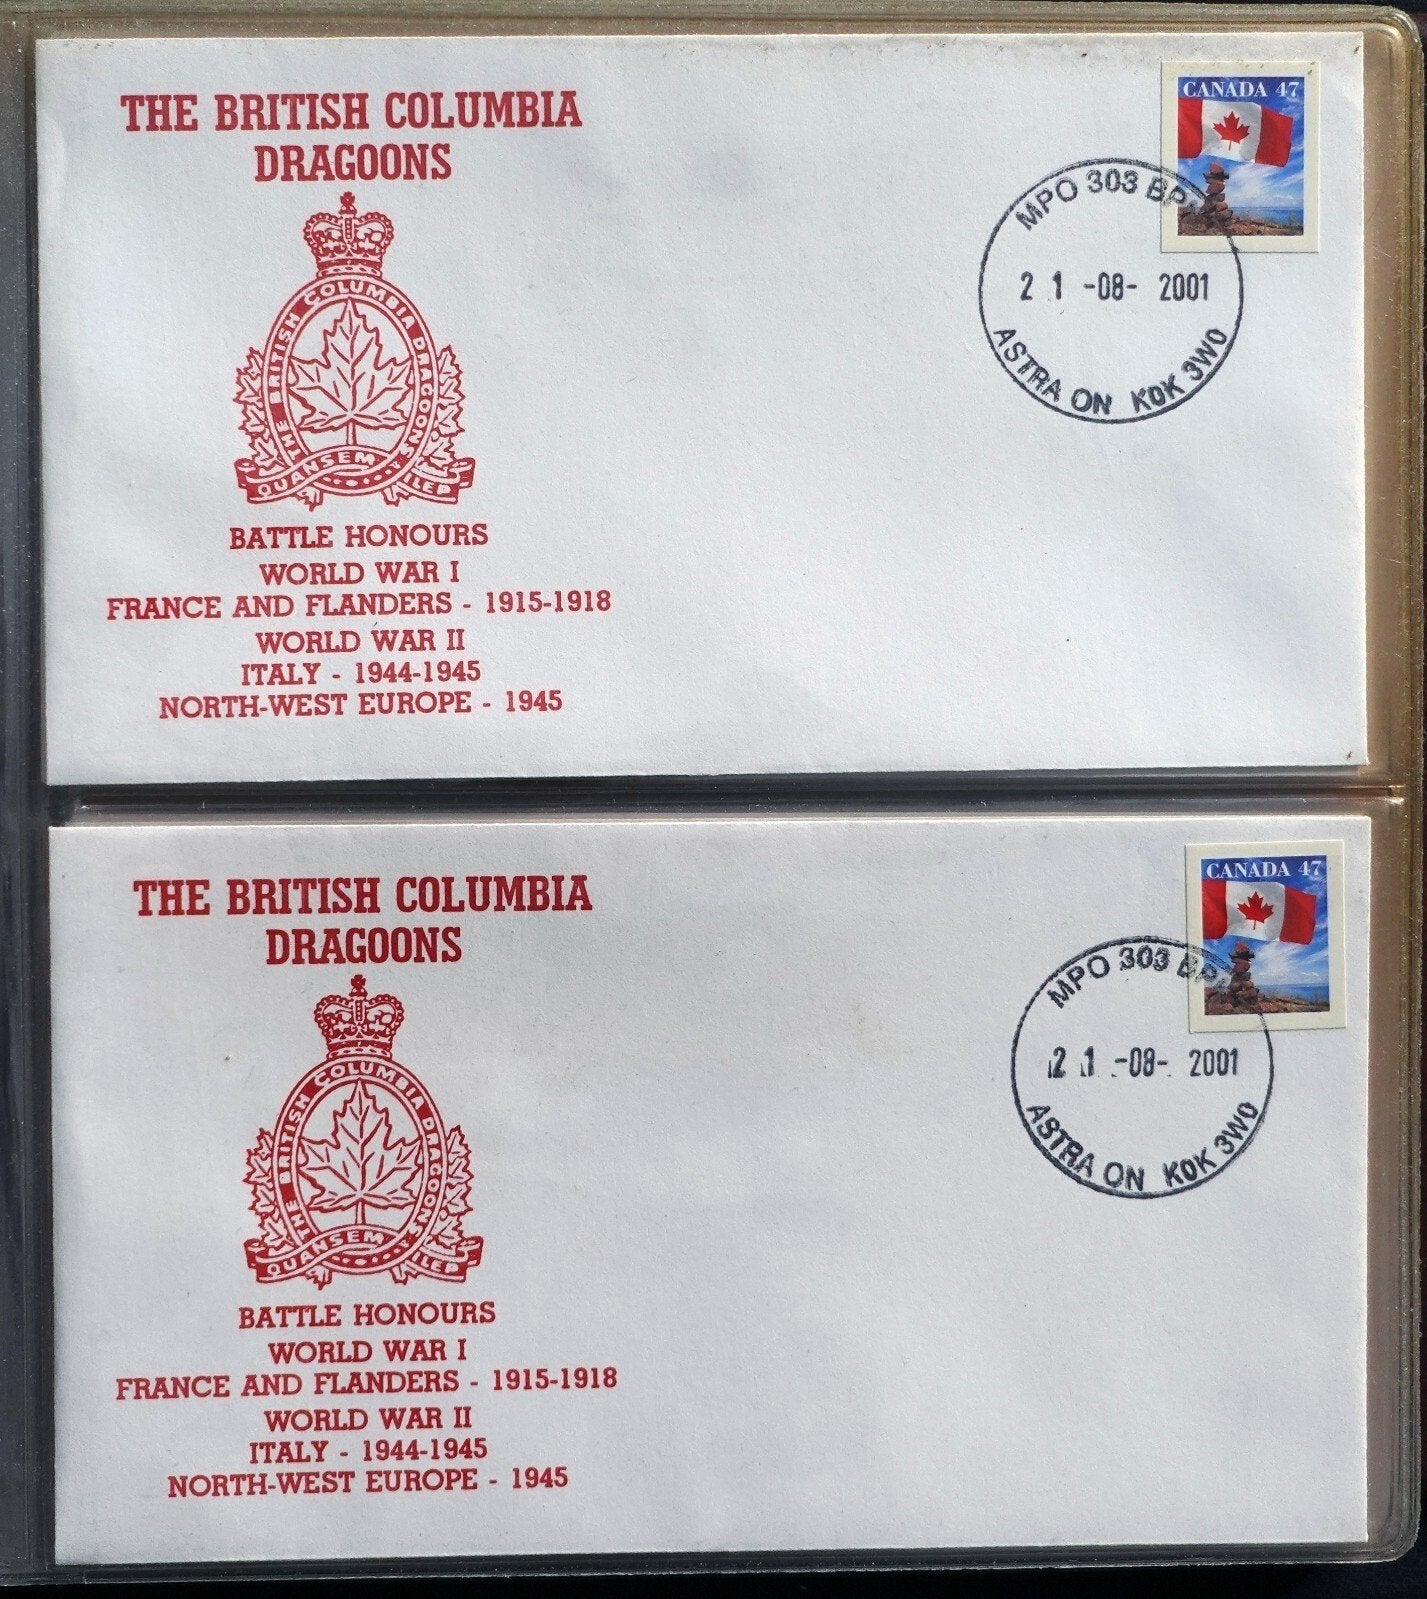 THE BRITISH COLUMBIA
DRAGOONS
THE BRITISH COLUMBIA DRAGOONS
QUANSEM ILEP
BATTLE HONOURS
WORLD WAR I
FRANCE AND FLANDERS - 1915-1918
WORLD WAR II
ITALY - 1944-1945
NORTH-WEST EUROPE - 1945
CANADA 47
MPO 303
21 -08- 2001
ASTRA ON K0K 3W0
THE BRITISH COLUMBIA
DRAGOONS
THE BRITISH COLUMBIA DRAGOONS
QUANSEM ILEP
BATTLE HONOURS
WORLD WAR I
FRANCE AND FLANDERS - 1915-1918
WORLD WAR II
ITALY - 1944-1945
NORTH-WEST EUROPE - 1945
CANADA 47
MPO 303
21 -08- 2001
ASTRA ON K0K 3W0